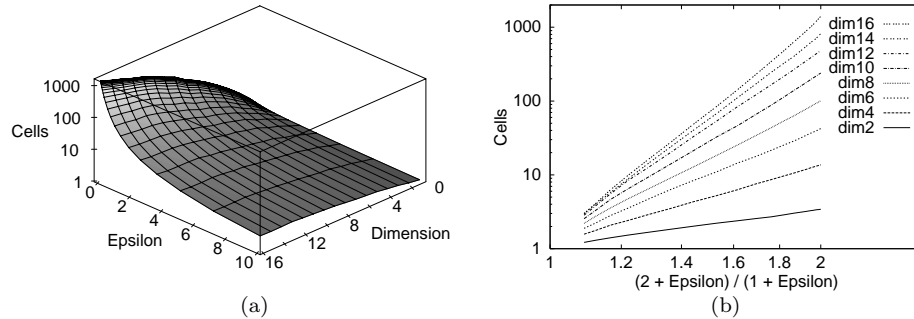 1000
100
10
1
Cells
0
2
4
6
8
10
Epsilon
16
12
8
4
0
Dimension
(a)
1000
100
10
1
Cells
dim16
dim14
dim12
dim10
dim8
dim6
dim4
dim2
1
1.2
1.4
1.6
1.8
2
(2 + Epsilon) / (1 + Epsilon)
(b)